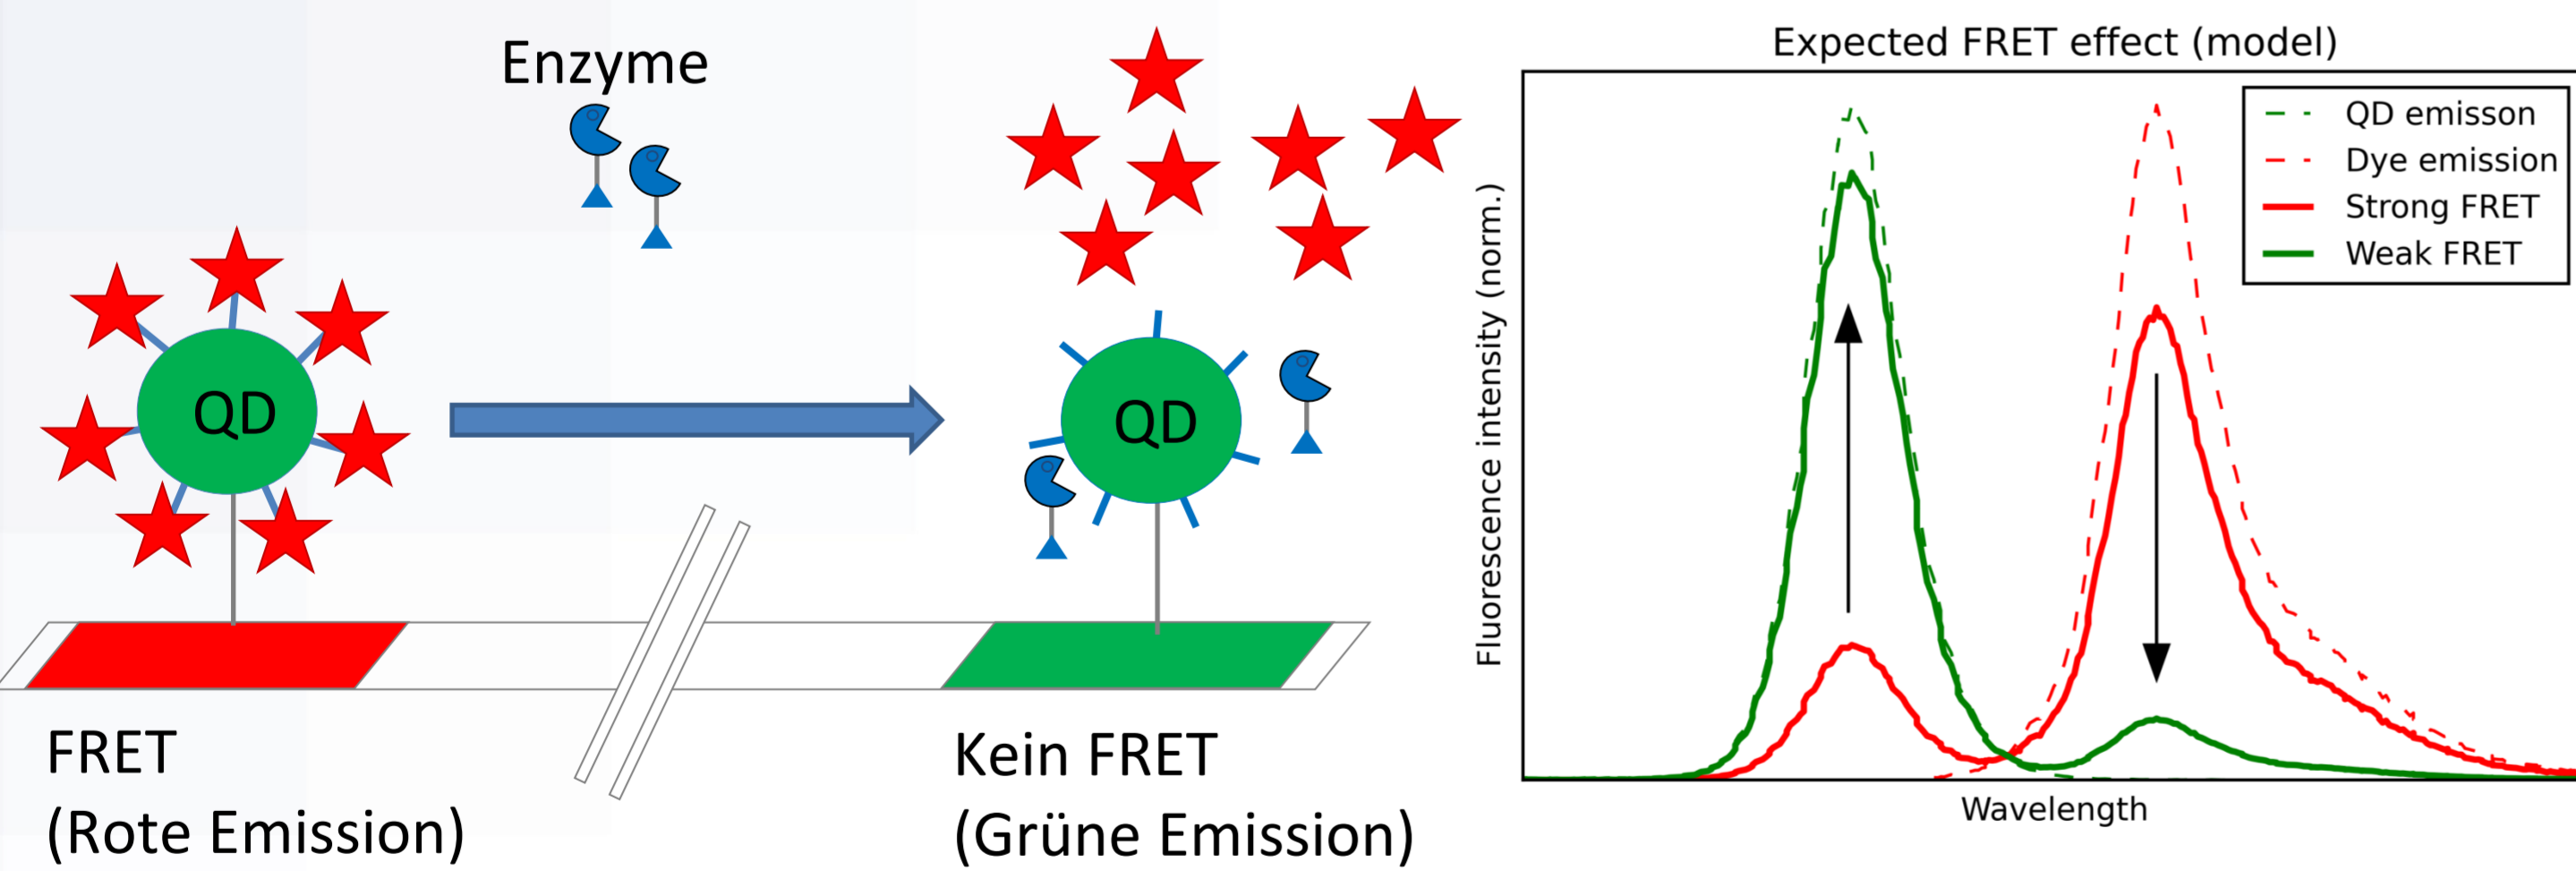 Enzyme
QD
QD
FRET
(Rote Emission)
Kein FRET
(Grüne Emission)
Expected FRET effect (model)
QD emisson
Dye emission
Strong FRET
Weak FRET
Fluorescence intensity (norm.)
Wavelength